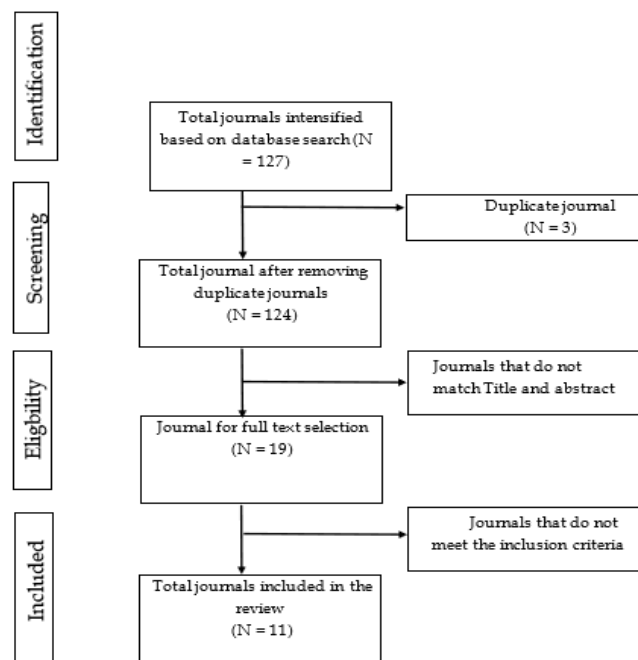 Identification
Total journals intensified
based on database search (N
= 127)
Duplicate journal
(N = 3)
Screening
Total journal after removing
duplicate journals
(N = 124)
Journals that do not
match Title and abstract
Eligbility
Journal for full text selection
(N = 19)
Journals that do not
meet the inclusion criteria
Included
Total journals included in the
review
(N = 11)